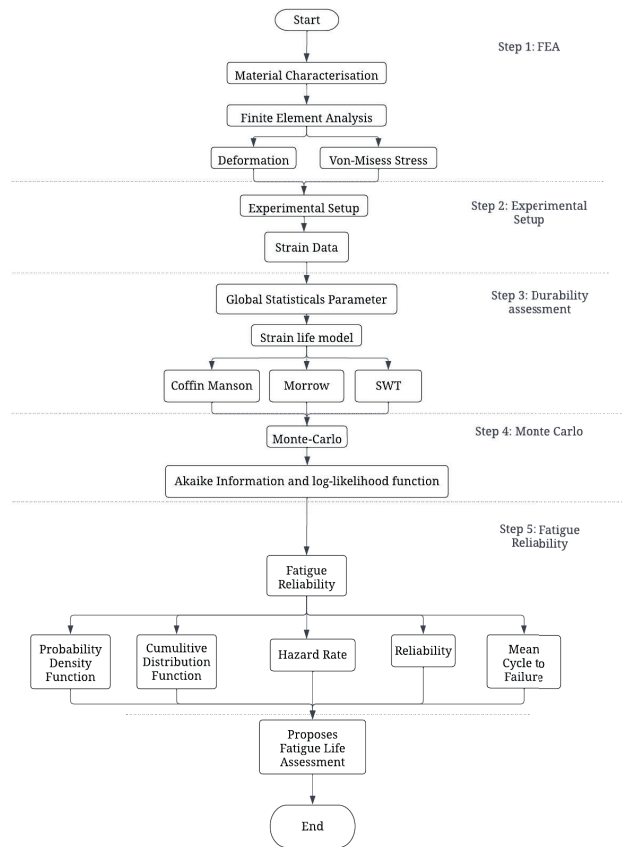 Start
Step 1: FEA
Material Characterisation
Finite Element Analysis
Deformation
Von-Misess Stress
Experimental Setup
Step 2: Experimental
Setup
Strain Data
Global Statisticals Parameter
Step 3: Durability
assessment
Strain life model
Coffin Manson
Morrow
SWT
Monte-Carlo
Step 4: Monte Carlo
Akaike Information and log-likelihood function
Step 5: Fatigue
Reliability
Fatigue
Reliability
Probability
Density
Function
Cumulitive
Distribution
Function
Hazard Rate
Reliability
Mean
Cycle to
Failure
Proposes
Fatigue Life
Assessment
End